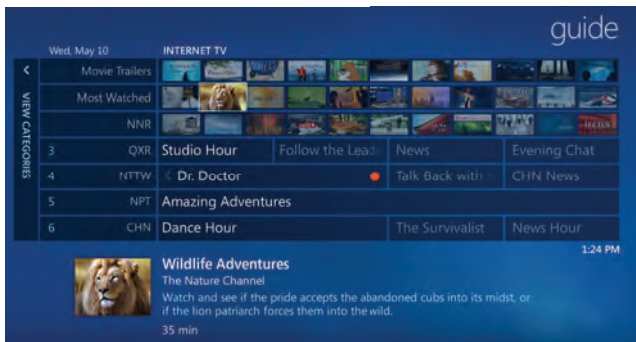 guide
Wed, May 10 INTERNET TV
VIEW CATEGORIES
Movie Trailers
Most Watched
NNR
3 QXR Studio Hour Follow the Lead News Evening Chat
4 NTTW Dr. Doctor Talk Back with CHN News
5 NPT Amazing Adventures
6 CHN Dance Hour The Survivalist News Hour
1:24 PM
Wildlife Adventures
The Nature Channel
Watch and see if the pride accepts the abandoned cubs into its midst, or
if the lion patriarch forces them into the wild.
35 min